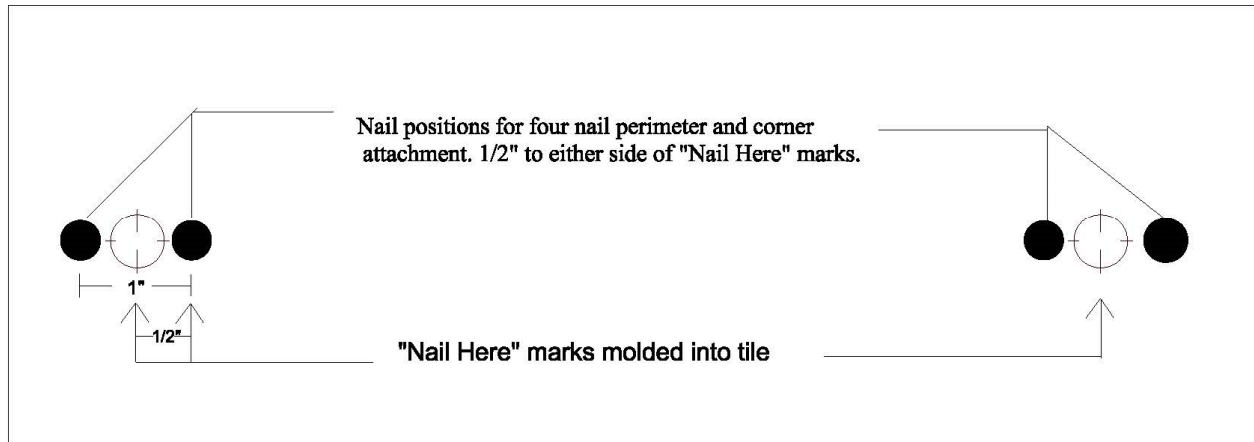 Nail positions for four nail perimeter and corner
attachment. 1/2" to either side of "Nail Here" marks.
1"
1/2"
"Nail Here" marks molded into tile